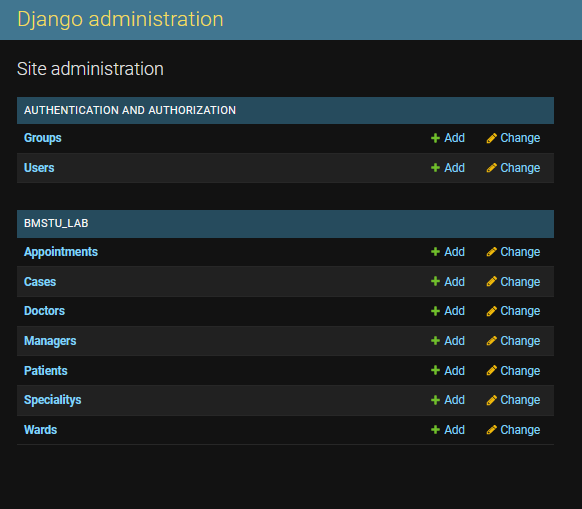 Django administration
Site administration
AUTHENTICATION AND AUTHORIZATION
Groups Add Change
Users Add Change
BMSTU_LAB
Appointments Add Change
Cases Add Change
Doctors Add Change
Managers Add Change
Patients Add Change
Specialitys Add Change
Wards Add Change